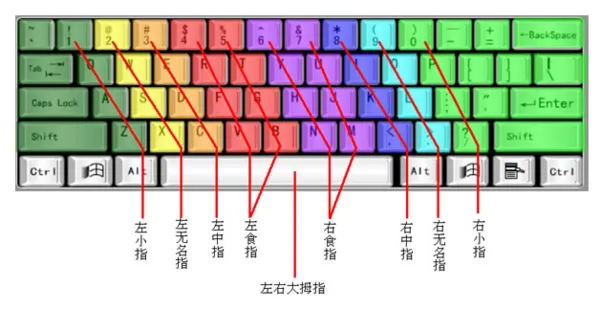 ~ ! @ # $ % ^ & * ( ) — + ←BackSpace
` 1 2 3 4 5 6 7 8 9 0 - =
Tab Q W E R T Y U I O P { } |
[ ] \
Caps Lock A S D F G H J K L : " ←Enter
; '
Shift Z X C V B N M < > ? Shift
, . /
Ctrl Alt Alt Ctrl
左小指
左无名指
左中指
左食指
右食指
右中指
右无名指
右小指
左右大拇指